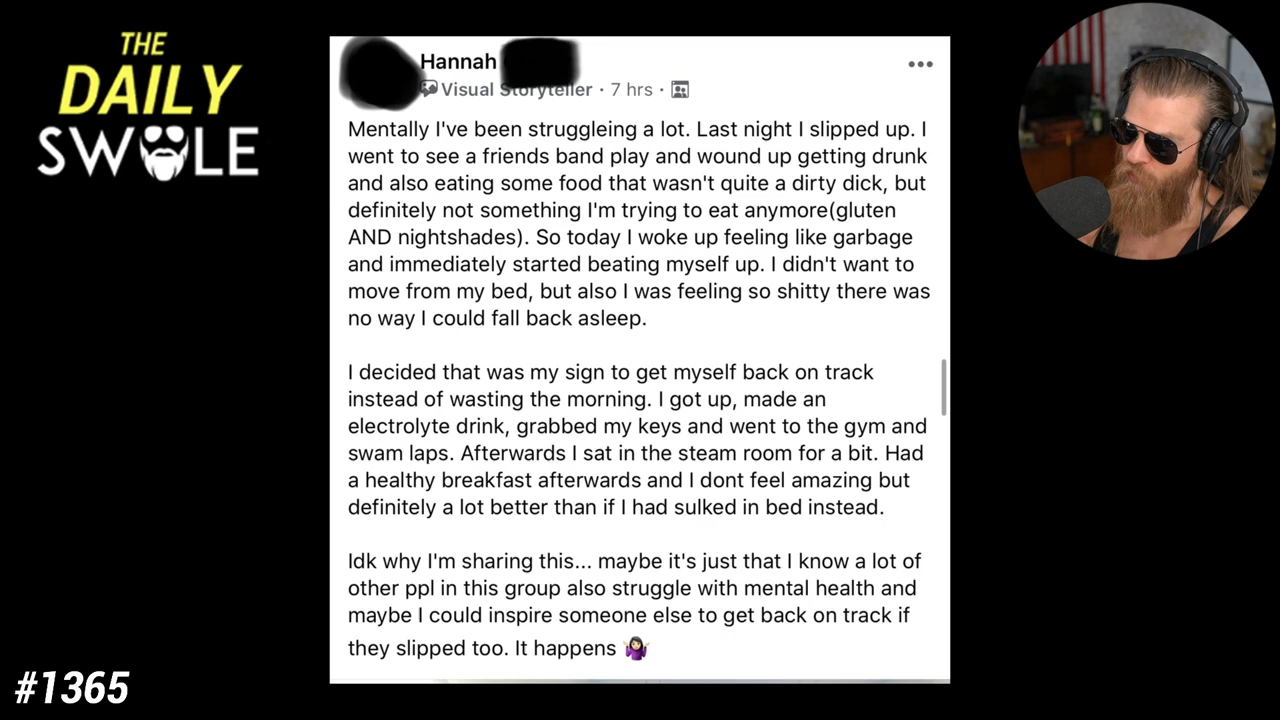 THE
DAILY
SWOLE
Hannah
Visual Storyteller · 7 hrs ·
Mentally I've been struggleing a lot. Last night I slipped up. I
went to see a friends band play and wound up getting drunk
and also eating some food that wasn't quite a dirty dick, but
definitely not something I'm trying to eat anymore(gluten
AND nightshades). So today I woke up feeling like garbage
and immediately started beating myself up. I didn't want to
move from my bed, but also I was feeling so shitty there was
no way I could fall back asleep.
I decided that was my sign to get myself back on track
instead of wasting the morning. I got up, made an
electrolyte drink, grabbed my keys and went to the gym and
swam laps. Afterwards I sat in the steam room for a bit. Had
a healthy breakfast afterwards and I dont feel amazing but
definitely a lot better than if I had sulked in bed instead.
Idk why I'm sharing this... maybe it's just that I know a lot of
other ppl in this group also struggle with mental health and
maybe I could inspire someone else to get back on track if
they slipped too. It happens 🤷🏻‍♀️
#1365